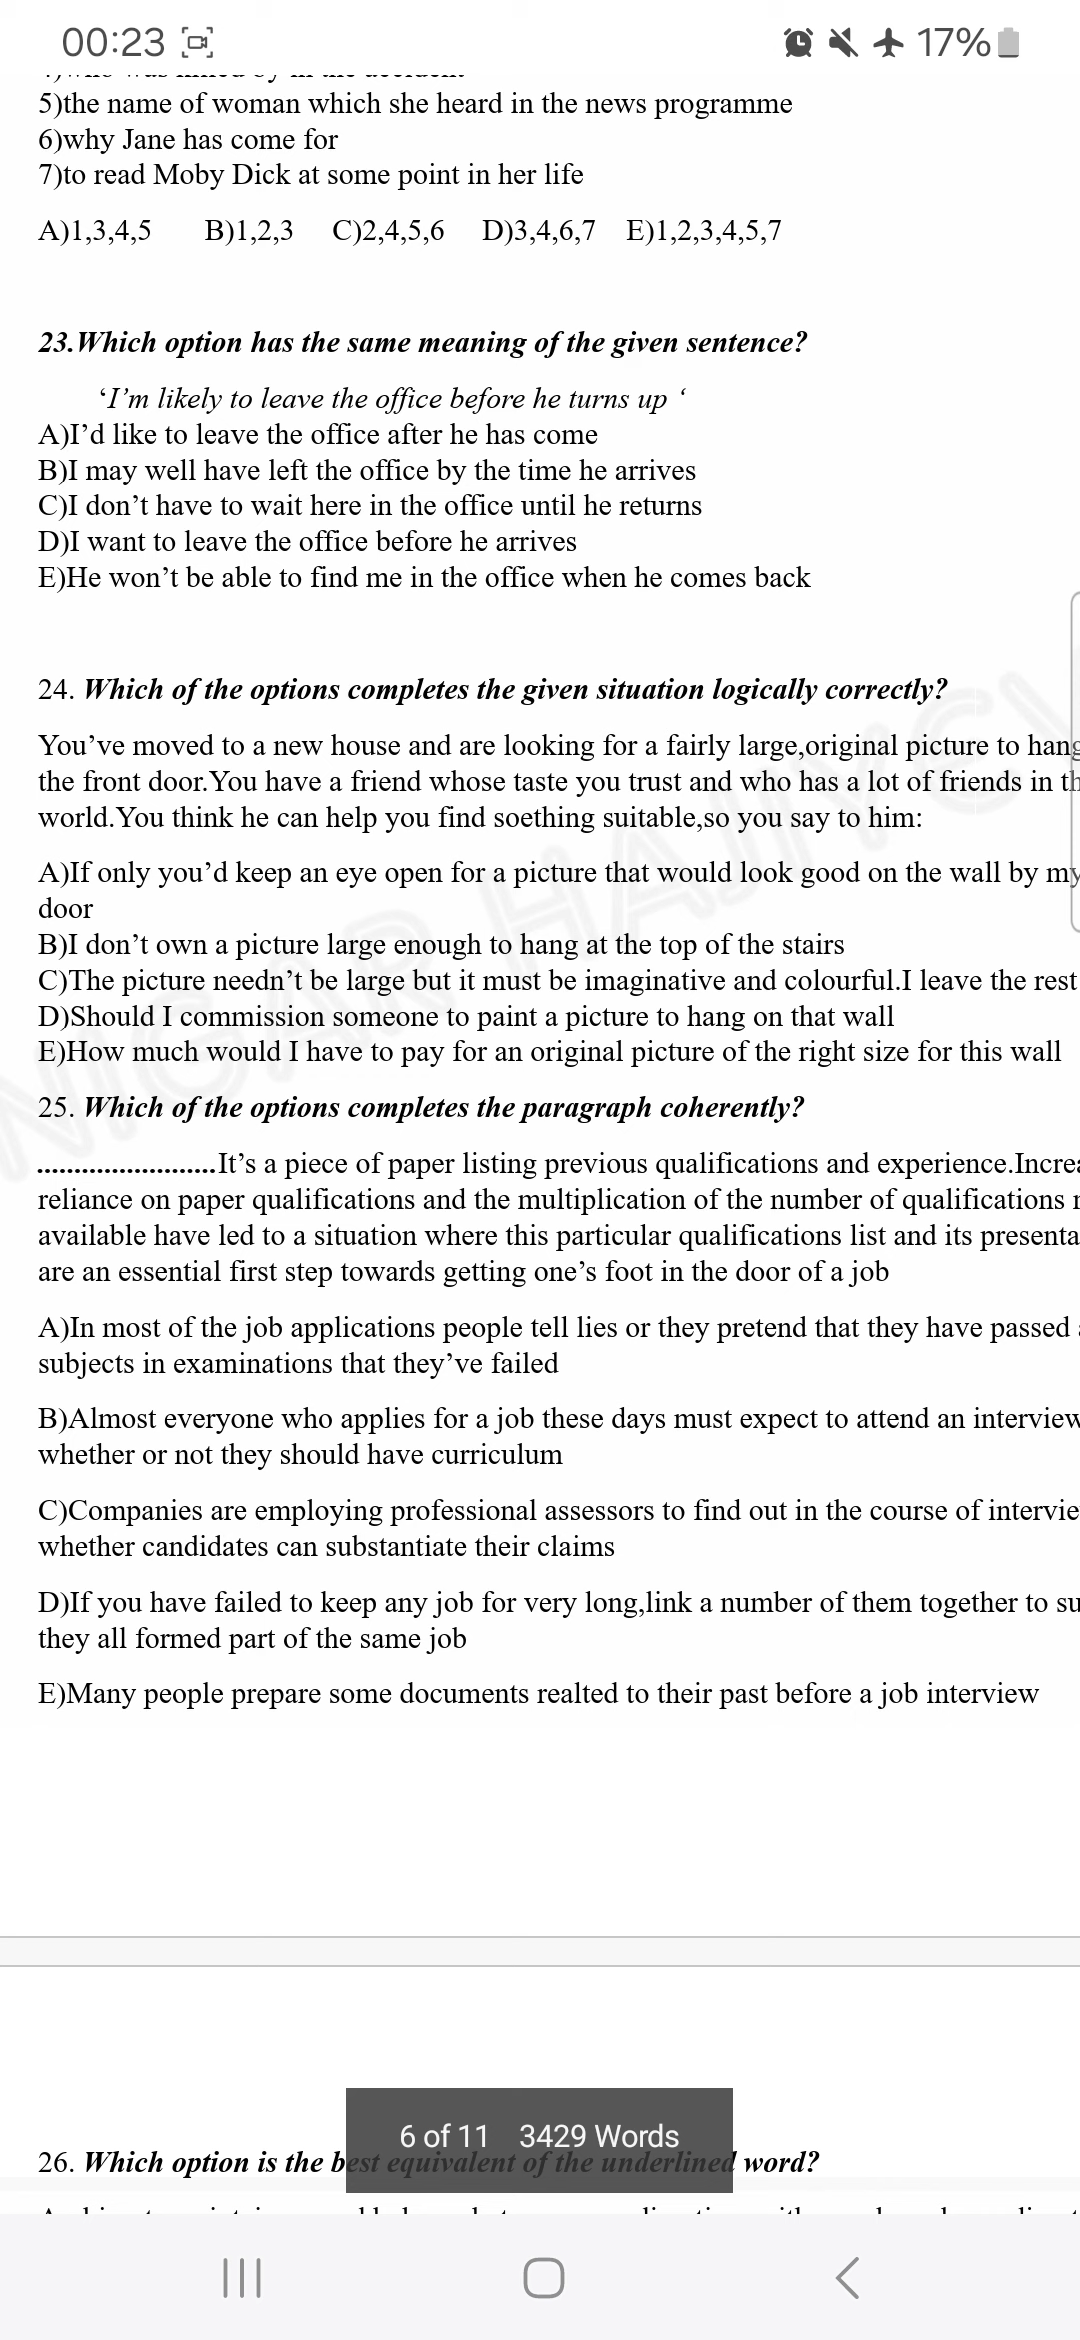 00:23
17%
5)the name of woman which she heard in the news programme
6)why Jane has come for
7)to read Moby Dick at some point in her life
A)1,3,4,5 B)1,2,3 C)2,4,5,6 D)3,4,6,7 E)1,2,3,4,5,7
23.Which option has the same meaning of the given sentence?
‘I’m likely to leave the office before he turns up ‘
A)I’d like to leave the office after he has come
B)I may well have left the office by the time he arrives
C)I don’t have to wait here in the office until he returns
D)I want to leave the office before he arrives
E)He won’t be able to find me in the office when he comes back
24. Which of the options completes the given situation logically correctly?
You’ve moved to a new house and are looking for a fairly large,original picture to hang
the front door.You have a friend whose taste you trust and who has a lot of friends in
world.You think he can help you find soething suitable,so you say to him:
A)If only you’d keep an eye open for a picture that would look good on the wall by my
door
B)I don’t own a picture large enough to hang at the top of the stairs
C)The picture needn’t be large but it must be imaginative and colourful.I leave the rest
D)Should I commission someone to paint a picture to hang on that wall
E)How much would I have to pay for an original picture of the right size for this wall
NIGAR HAJIYEV
25. Which of the options completes the paragraph coherently?
........................It’s a piece of paper listing previous qualifications and experience.
reliance on paper qualifications and the multiplication of the number of qualifications
available have led to a situation where this particular qualifications list and its
are an essential first step towards getting one’s foot in the door of a job
A)In most of the job applications people tell lies or they pretend that they have passed
subjects in examinations that they’ve failed
B)Almost everyone who applies for a job these days must expect to attend an interview
whether or not they should have curriculum
C)Companies are employing professional assessors to find out in the course of
whether candidates can substantiate their claims
D)If you have failed to keep any job for very long,link a number of them together to
they all formed part of the same job
E)Many people prepare some documents realted to their past before a job interview
6 of 11 3429 Words
26. Which option is the best equivalent of the underlined word?